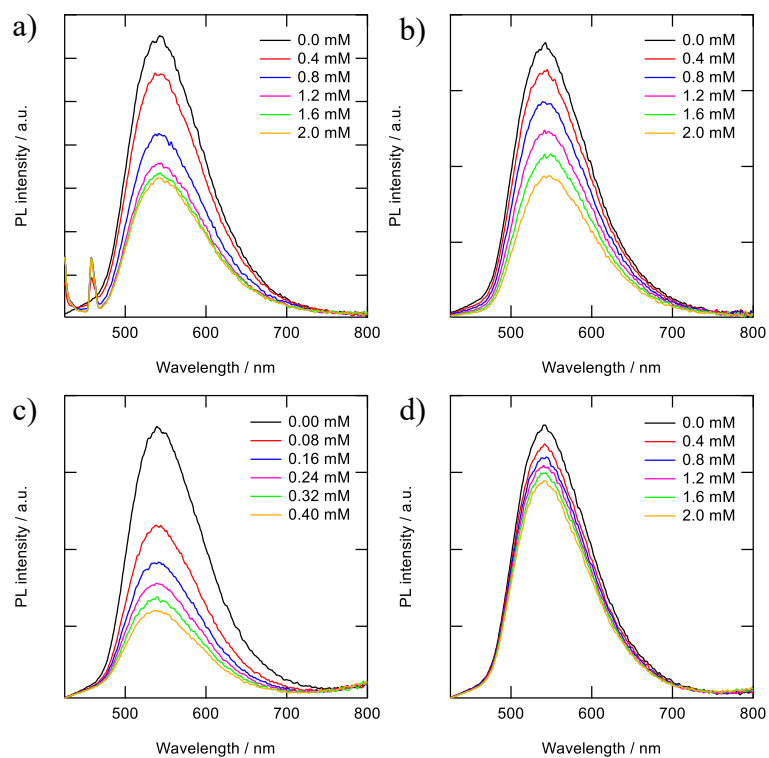 a)
0.0 mM
0.4 mM
0.8 mM
1.2 mM
1.6 mM
2.0 mM
PL intensity / a.u.
500
600
700
800
Wavelength / nm
b)
0.0 mM
0.4 mM
0.8 mM
1.2 mM
1.6 mM
2.0 mM
PL intensity / a.u.
500
600
700
800
Wavelength / nm
c)
0.00 mM
0.08 mM
0.16 mM
0.24 mM
0.32 mM
0.40 mM
PL intensity / a.u.
500
600
700
800
Wavelength / nm
d)
0.0 mM
0.4 mM
0.8 mM
1.2 mM
1.6 mM
2.0 mM
PL intensity / a.u.
500
600
700
800
Wavelength / nm